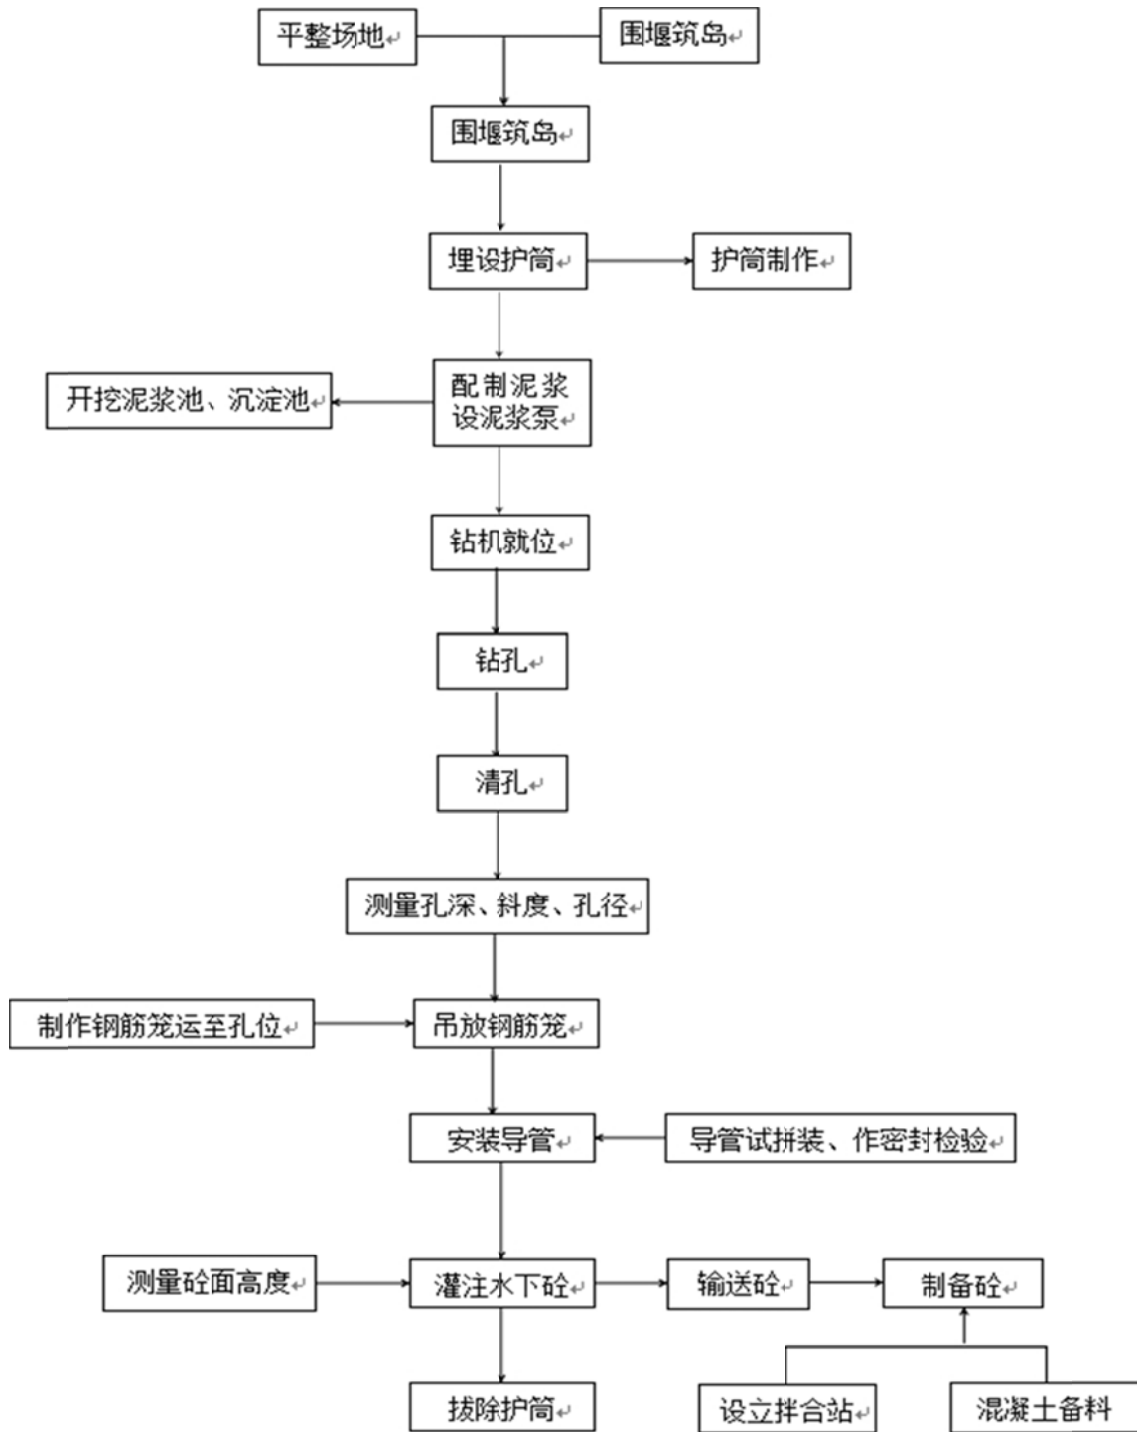 平整场地
围堰筑岛
围堰筑岛
埋设护筒
护筒制作
开挖泥浆池、沉淀池
配制泥浆
设泥浆泵
钻机就位
钻孔
清孔
测量孔深、斜度、孔径
制作钢筋笼运至孔位
吊放钢筋笼
安装导管
导管试拼装、作密封检验
测量砼面高度
灌注水下砼
输送砼
制备砼
拔除护筒
设立拌合站
混凝土备料